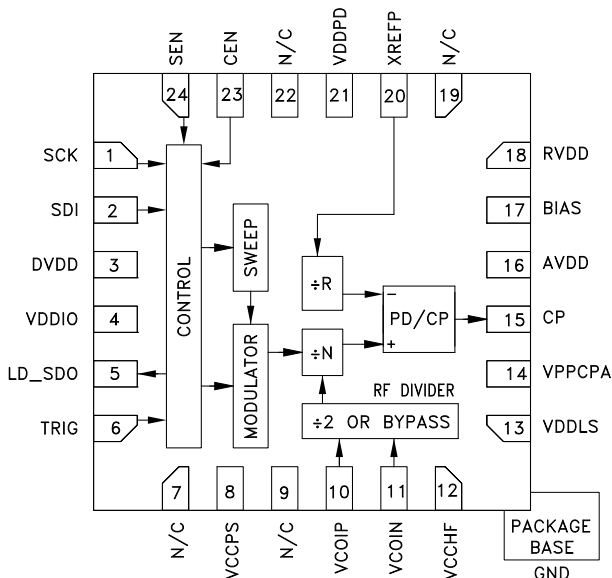 SEN
CEN
N/C
VDDPD
XREFP
N/C
24
23
22
21
20
19
SCK
1
18
RVDD
SDI
2
17
BIAS
DVDD
3
16
AVDD
VDDIO
4
15
CP
LD_SDO
5
14
VPPCPA
TRIG
6
13
VDDLS
CONTROL
SWEEP
MODULATOR
÷R
÷N
−
PD/CP
+
RF DIVIDER
÷2 OR BYPASS
7
8
9
10
11
12
N/C
VCCPS
N/C
VCOIP
VCOIN
VCCHF
PACKAGE
BASE
GND